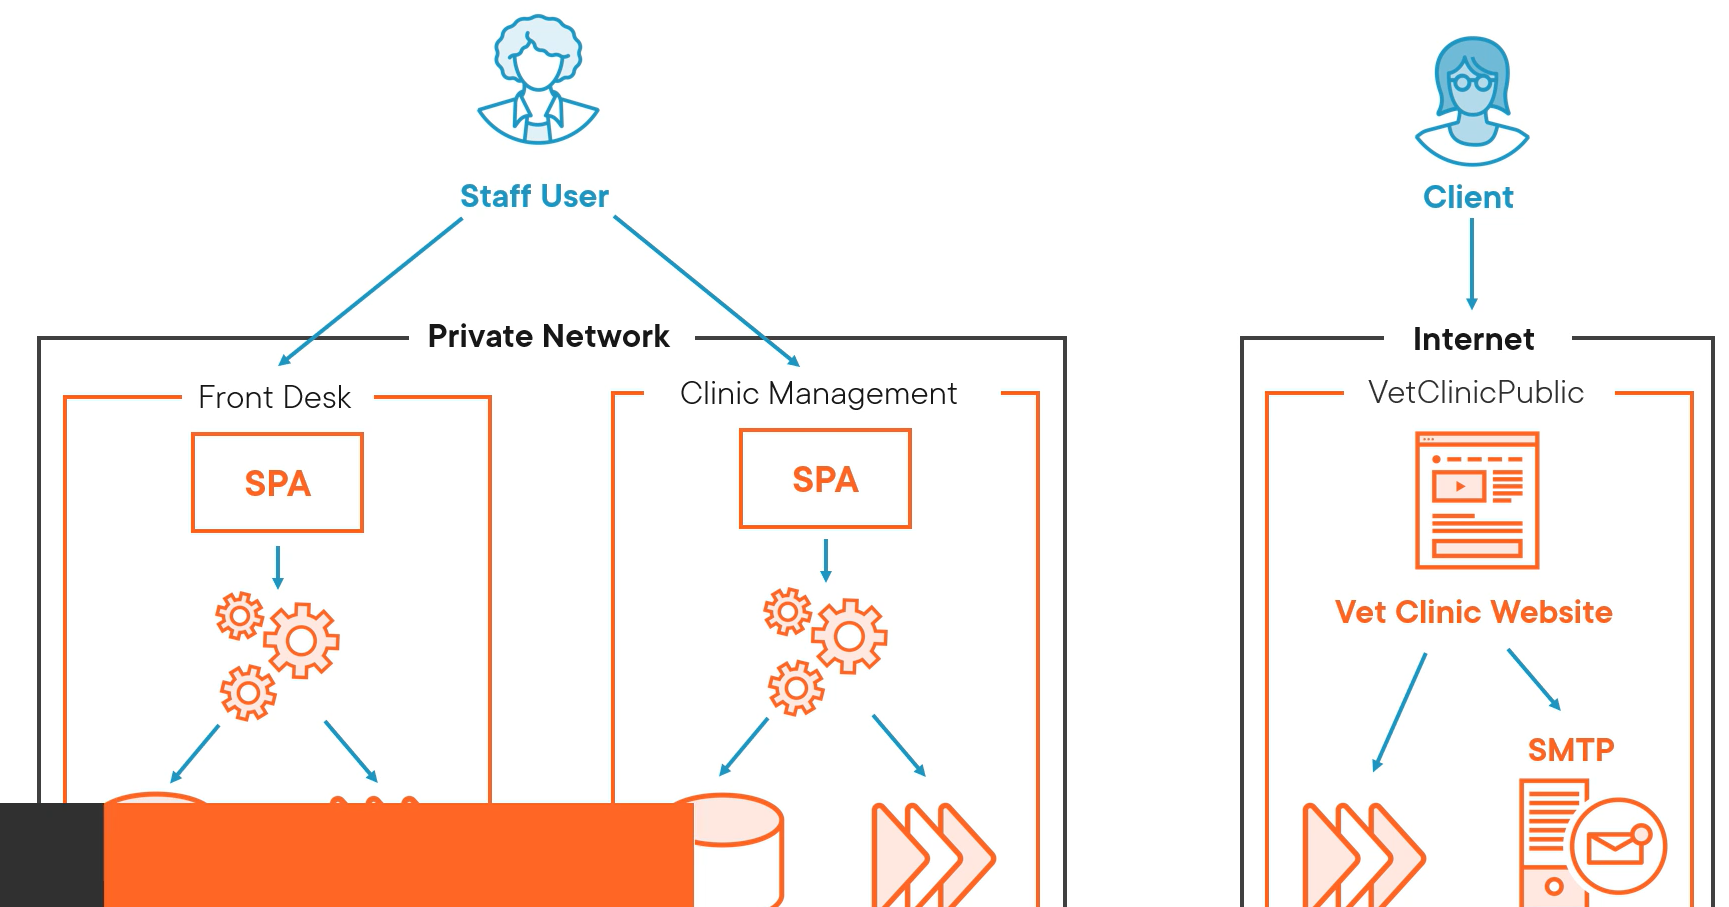 Staff User
Client
Private Network
Internet
Front Desk
Clinic Management
VetClinicPublic
SPA
SPA
Vet Clinic Website
SMTP